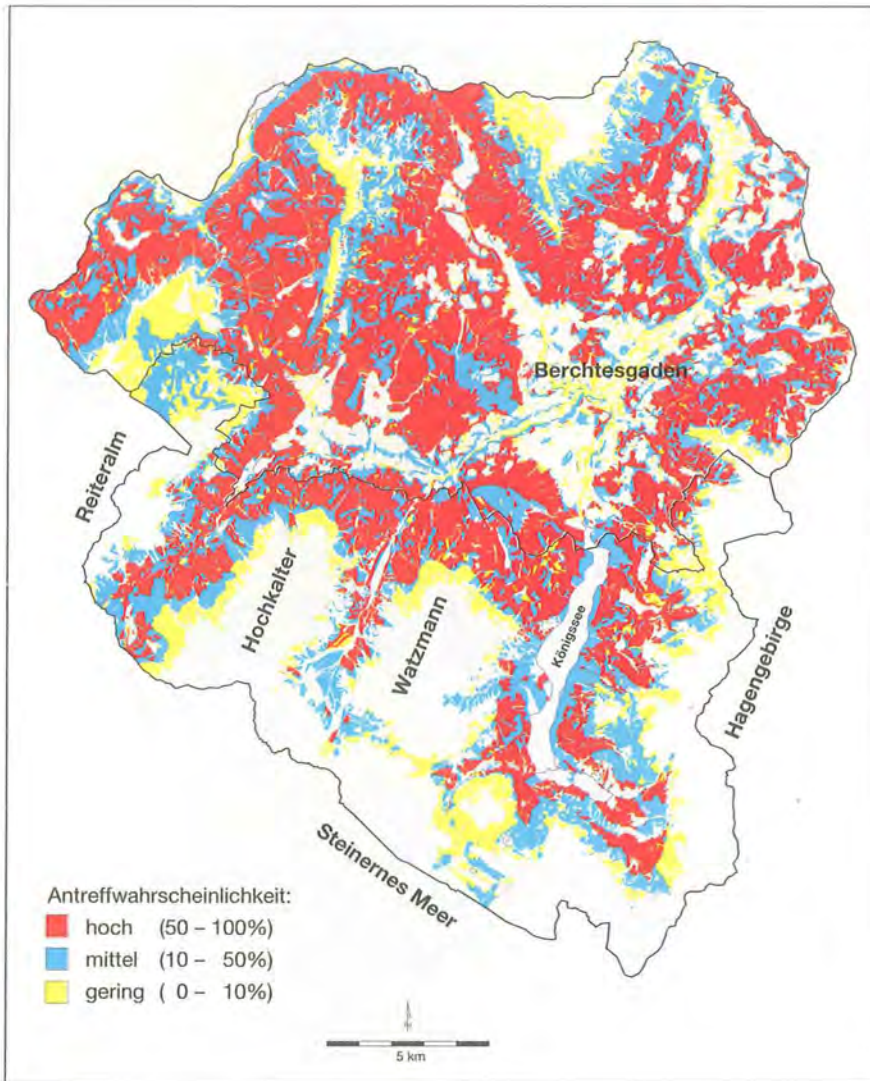 Berchtesgaden
Reiteralm
Hochkalter
Watzmann
Königssee
Hagengebirge
Steinernes Meer
Antreffwahrscheinlichkeit:
hoch (50 – 100%)
mittel (10 – 50%)
gering ( 0 – 10%)
5 km